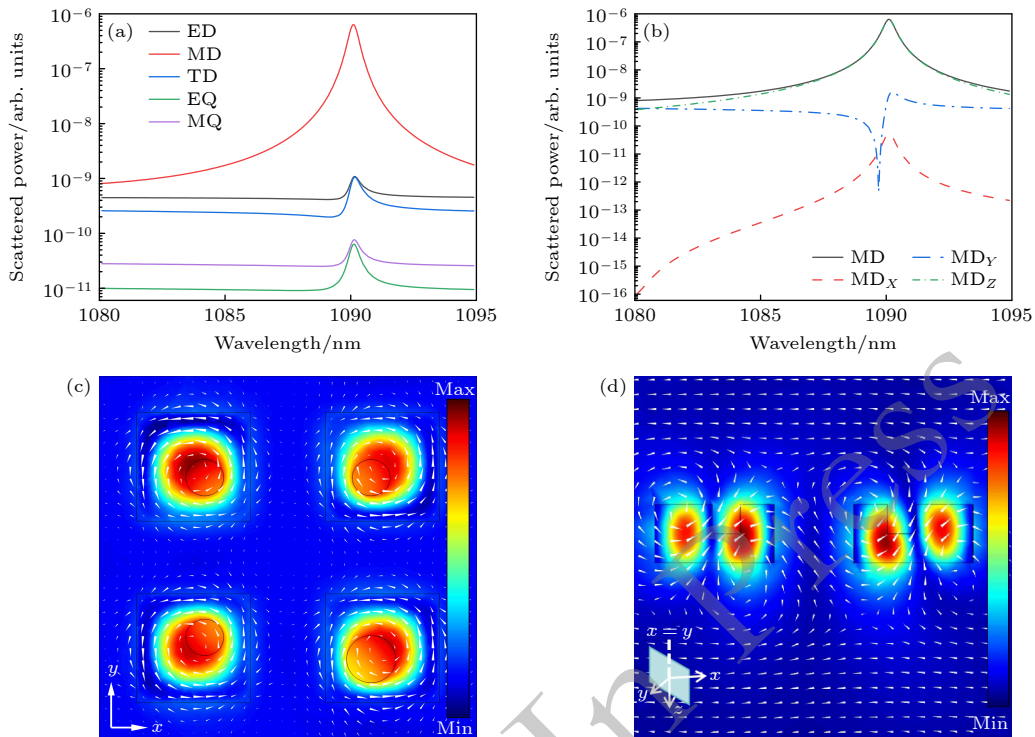 (a)
ED
MD
TD
EQ
MQ
10⁻⁶
10⁻⁷
10⁻⁸
10⁻⁹
10⁻¹⁰
10⁻¹¹
Scattered power/arb. units
1080
1085
1090
1095
Wavelength/nm
(b)
10⁻⁶
10⁻⁷
10⁻⁸
10⁻⁹
10⁻¹⁰
10⁻¹¹
10⁻¹²
10⁻¹³
10⁻¹⁴
10⁻¹⁵
10⁻¹⁶
Scattered power/arb. units
MD
MD_X
MD_Y
MD_Z
1080
1085
1090
1095
Wavelength/nm
(c)
Max
Min
y
x
(d)
Max
Min
x = y
x
y
z
In Press